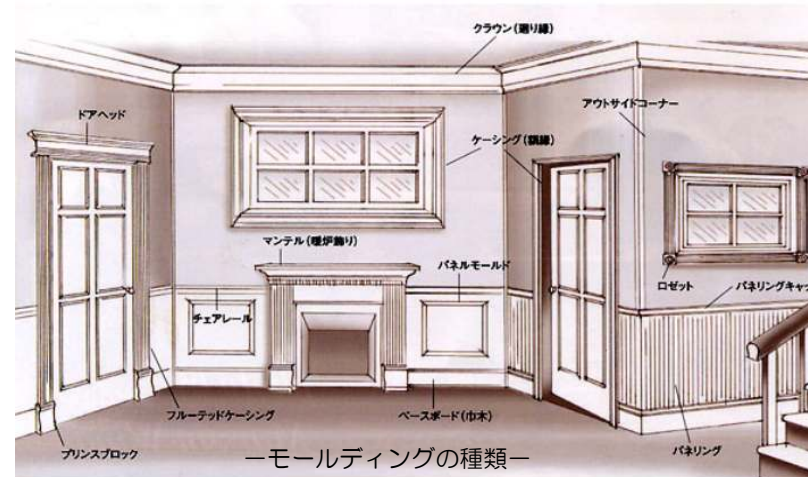 クラウン(廻り縁)
アウトサイドコーナー
ドアヘッド
ケーシング(額縁)
マンテル(暖炉飾り)
パネルモールド
ロゼット
パネリングキャッ
チェアレール
フルーテッドケーシング
ベースボード(巾木)
プリンスブロック
パネリング
ーモールディングの種類ー